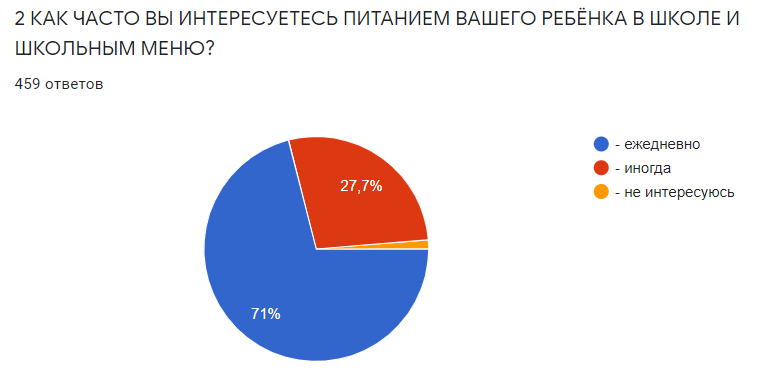 2 КАК ЧАСТО ВЫ ИНТЕРЕСУЕТЕСЬ ПИТАНИЕМ ВАШЕГО РЕБЁНКА В ШКОЛЕ И
ШКОЛЬНЫМ МЕНЮ?
459 ответов
- ежедневно
- иногда
- не интересуюсь
27,7%
71%